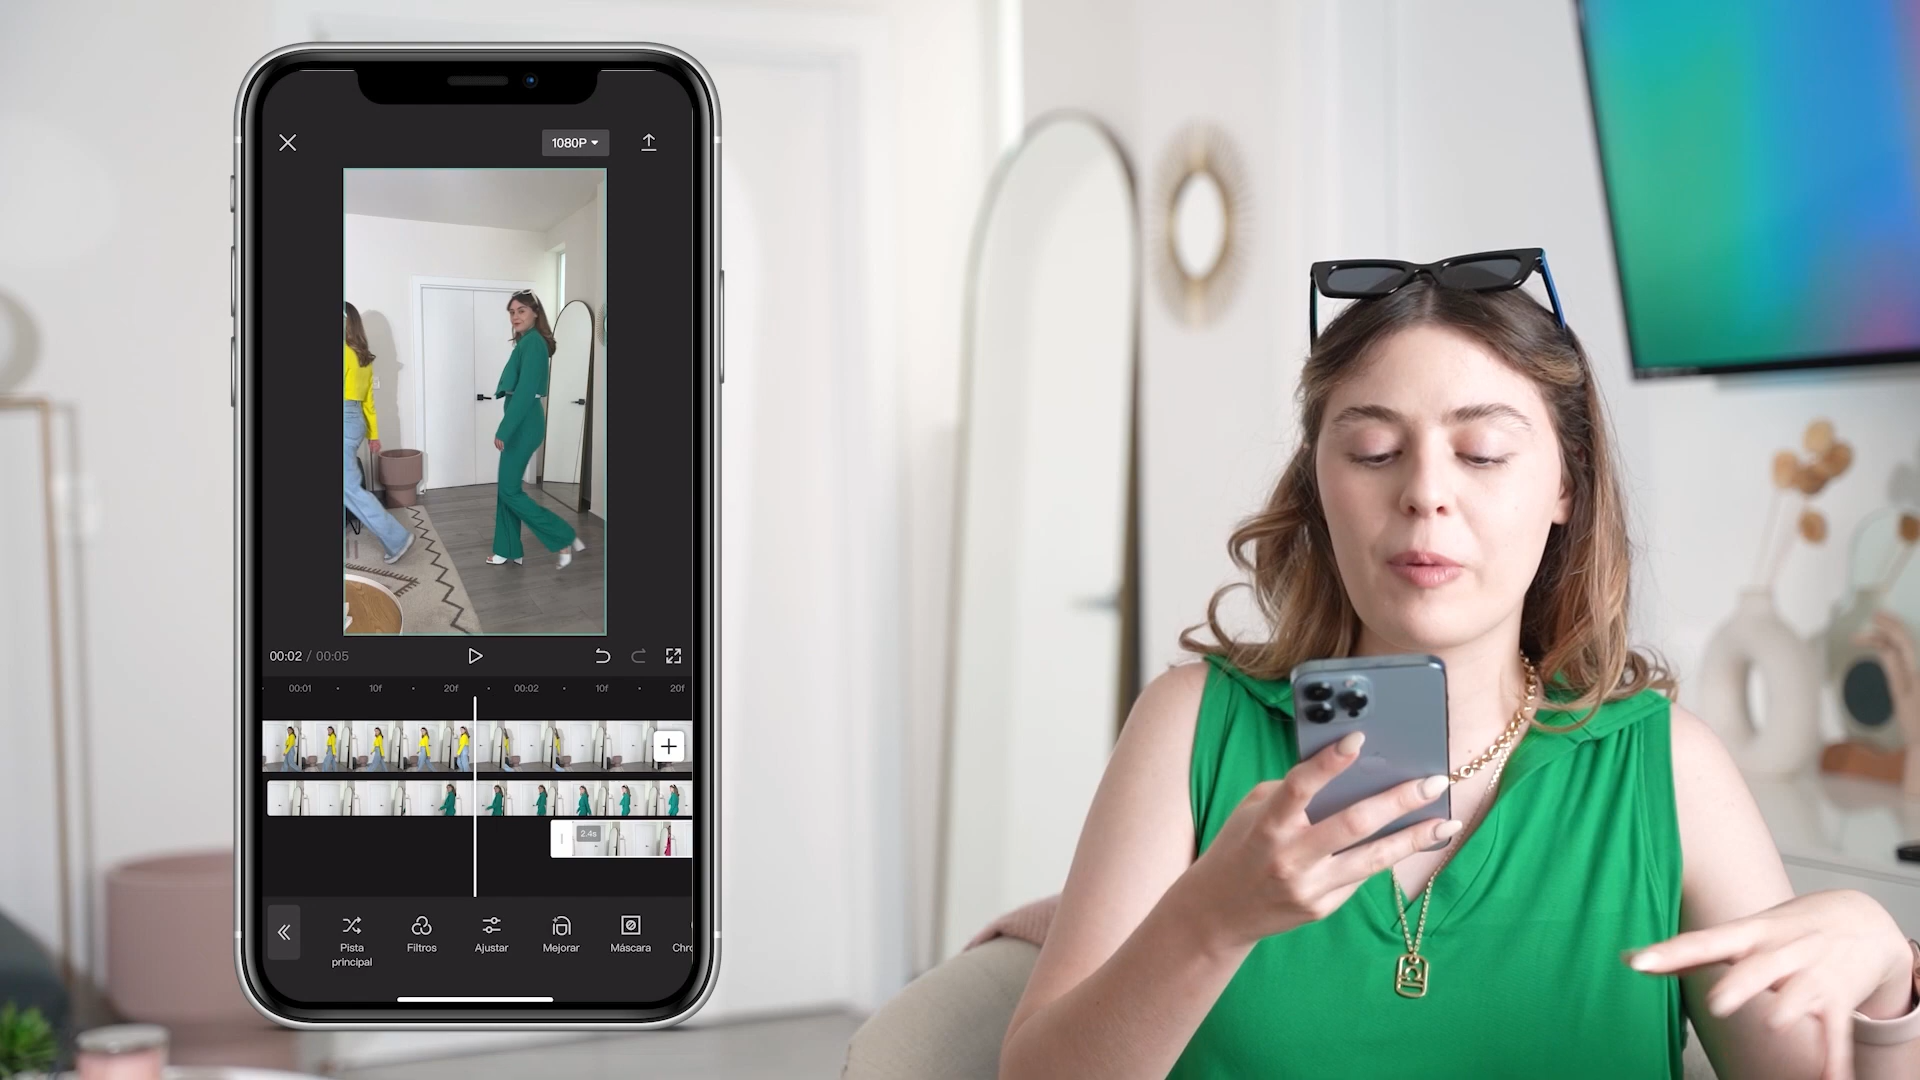 1080P
00:02 / 00:05
00:01 10f 20f 00:02 10f 20f
2.4s
Pista principal
Filtros
Ajustar
Mejorar
Máscara
Chro